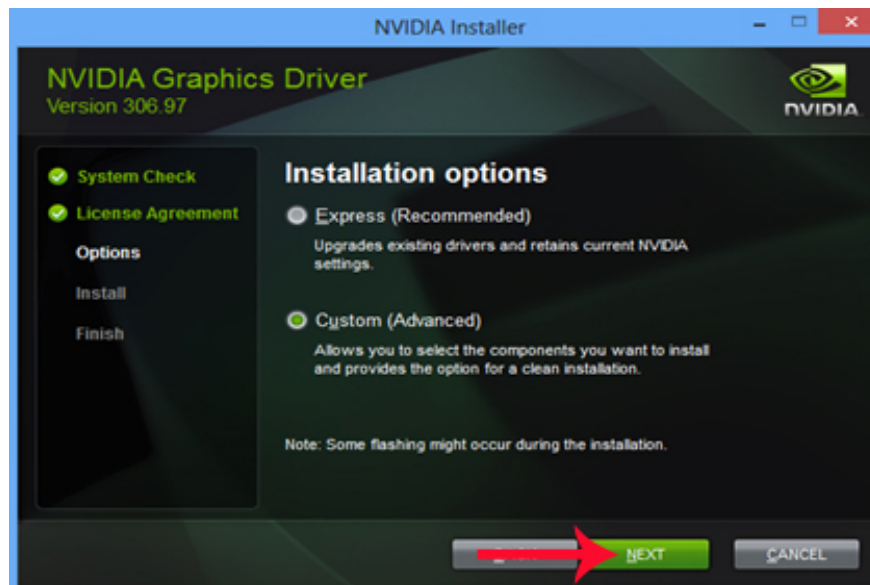 NVIDIA Installer
NVIDIA Graphics Driver
Version 306.97
NVIDIA
System Check
License Agreement
Options
Install
Finish
Installation options
Express (Recommended)
Upgrades existing drivers and retains current NVIDIA
settings.
Custom (Advanced)
Allows you to select the components you want to install
and provides the option for a clean installation.
Note: Some flashing might occur during the installation.
NEXT
CANCEL